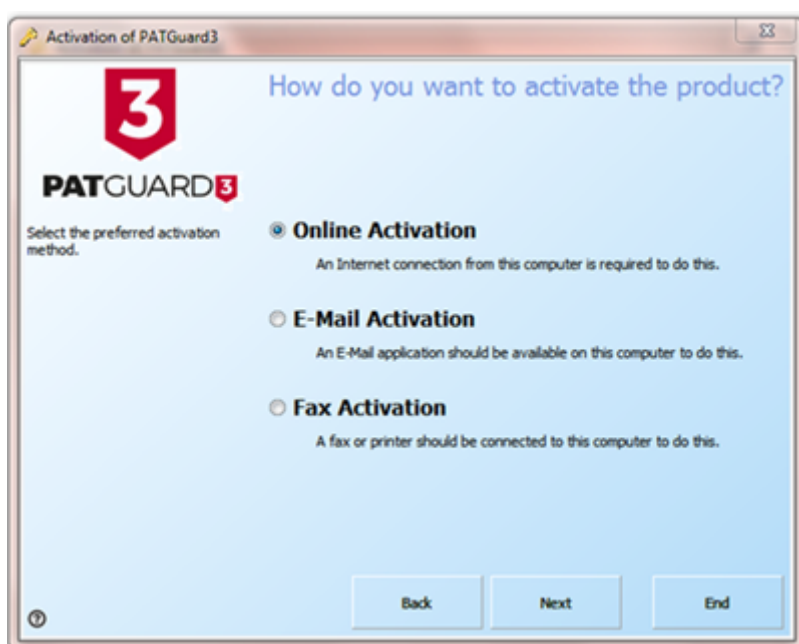 Activation of PATGuard3
3
PATGUARD3
Select the preferred activation
method.
How do you want to activate the product?
Online Activation
An Internet connection from this computer is required to do this.
E-Mail Activation
An E-Mail application should be available on this computer to do this.
Fax Activation
A fax or printer should be connected to this computer to do this.
Back
Next
End
?